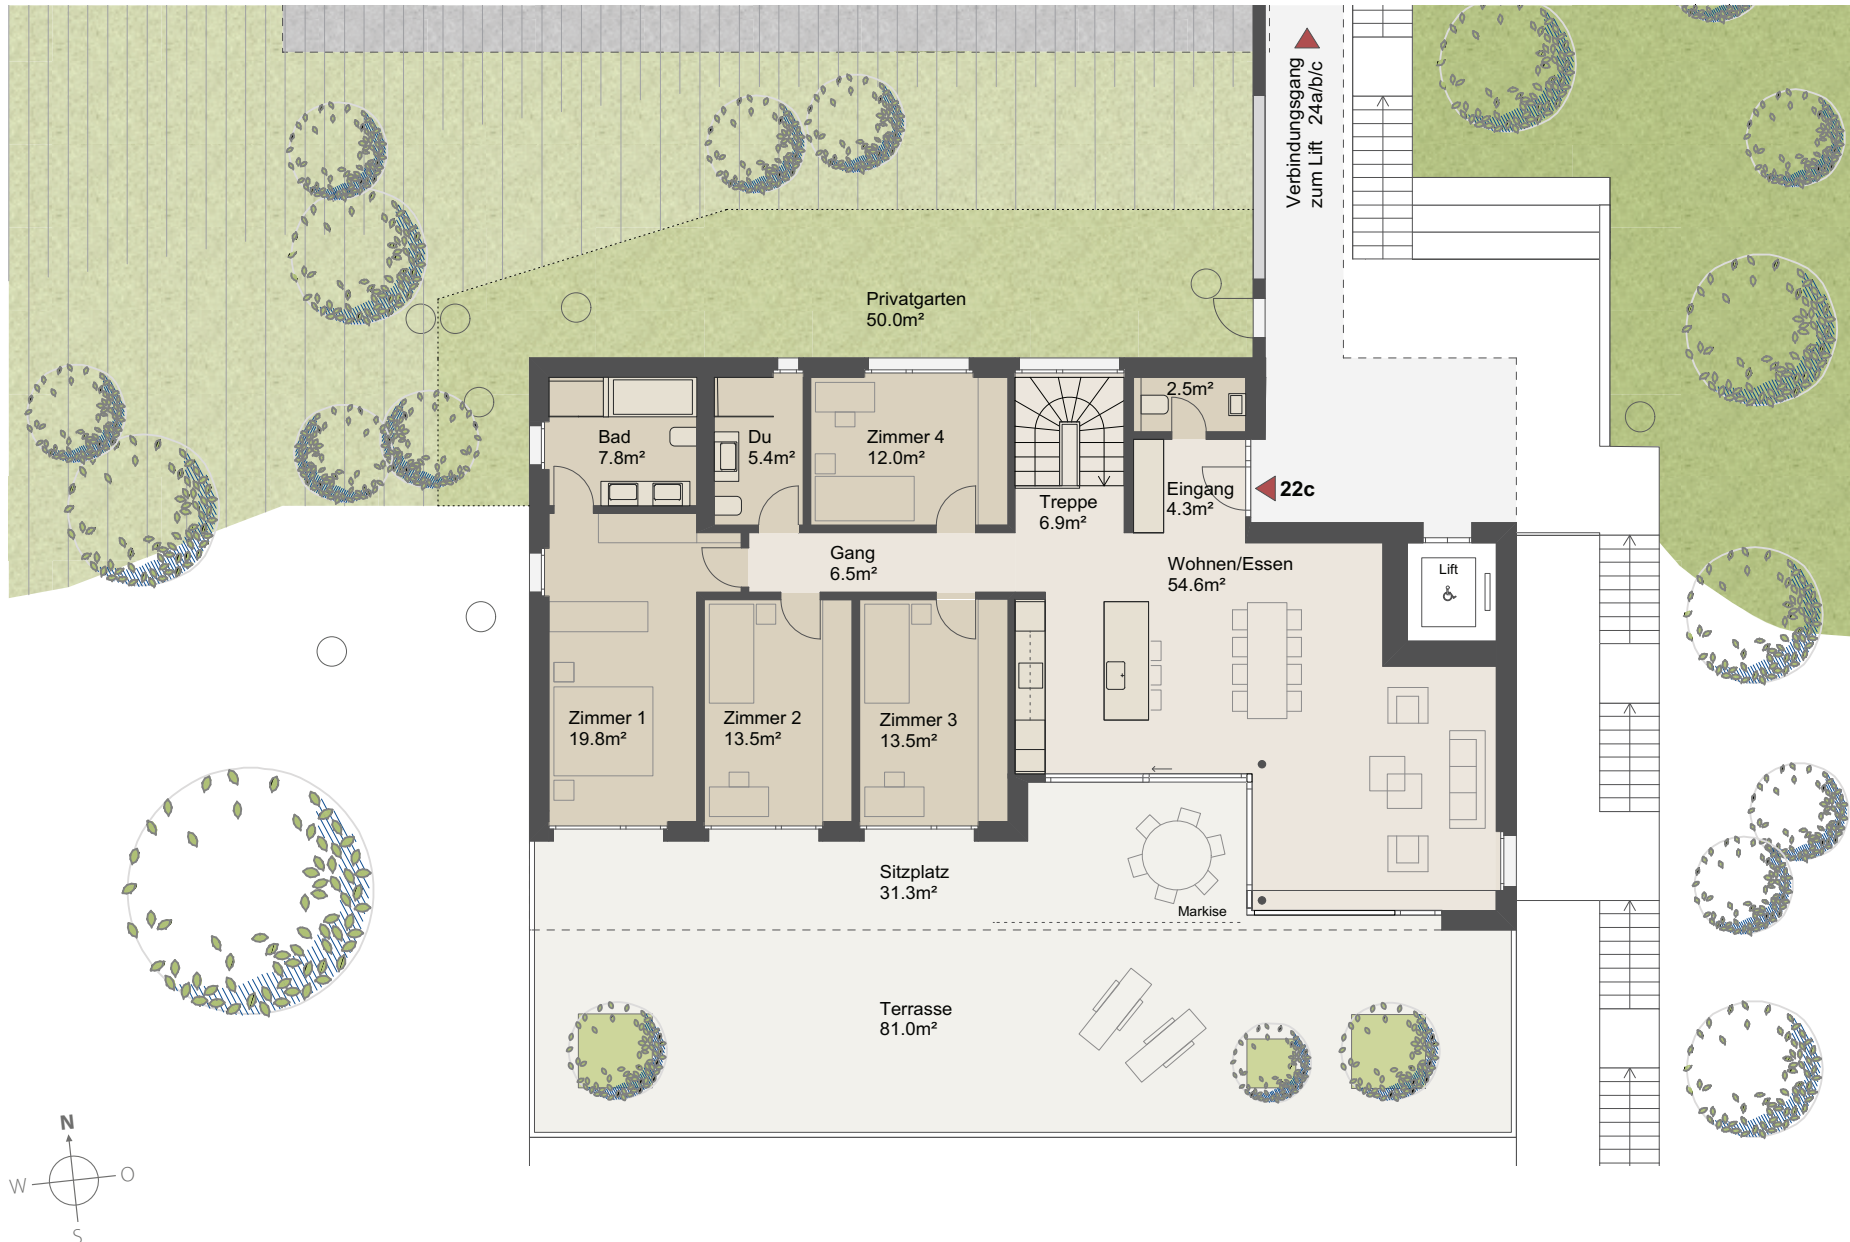 Verbindungsgang
zum Lift 24a/b/c
Privatgarten
50.0m²
2.5m²
Bad
7.8m²
Du
5.4m²
Zimmer 4
12.0m²
Treppe
6.9m²
Eingang
4.3m²
22c
Gang
6.5m²
Wohnen/Essen
54.6m²
Lift
Zimmer 1
19.8m²
Zimmer 2
13.5m²
Zimmer 3
13.5m²
Sitzplatz
31.3m²
Markise
Terrasse
81.0m²
N
W
O
S